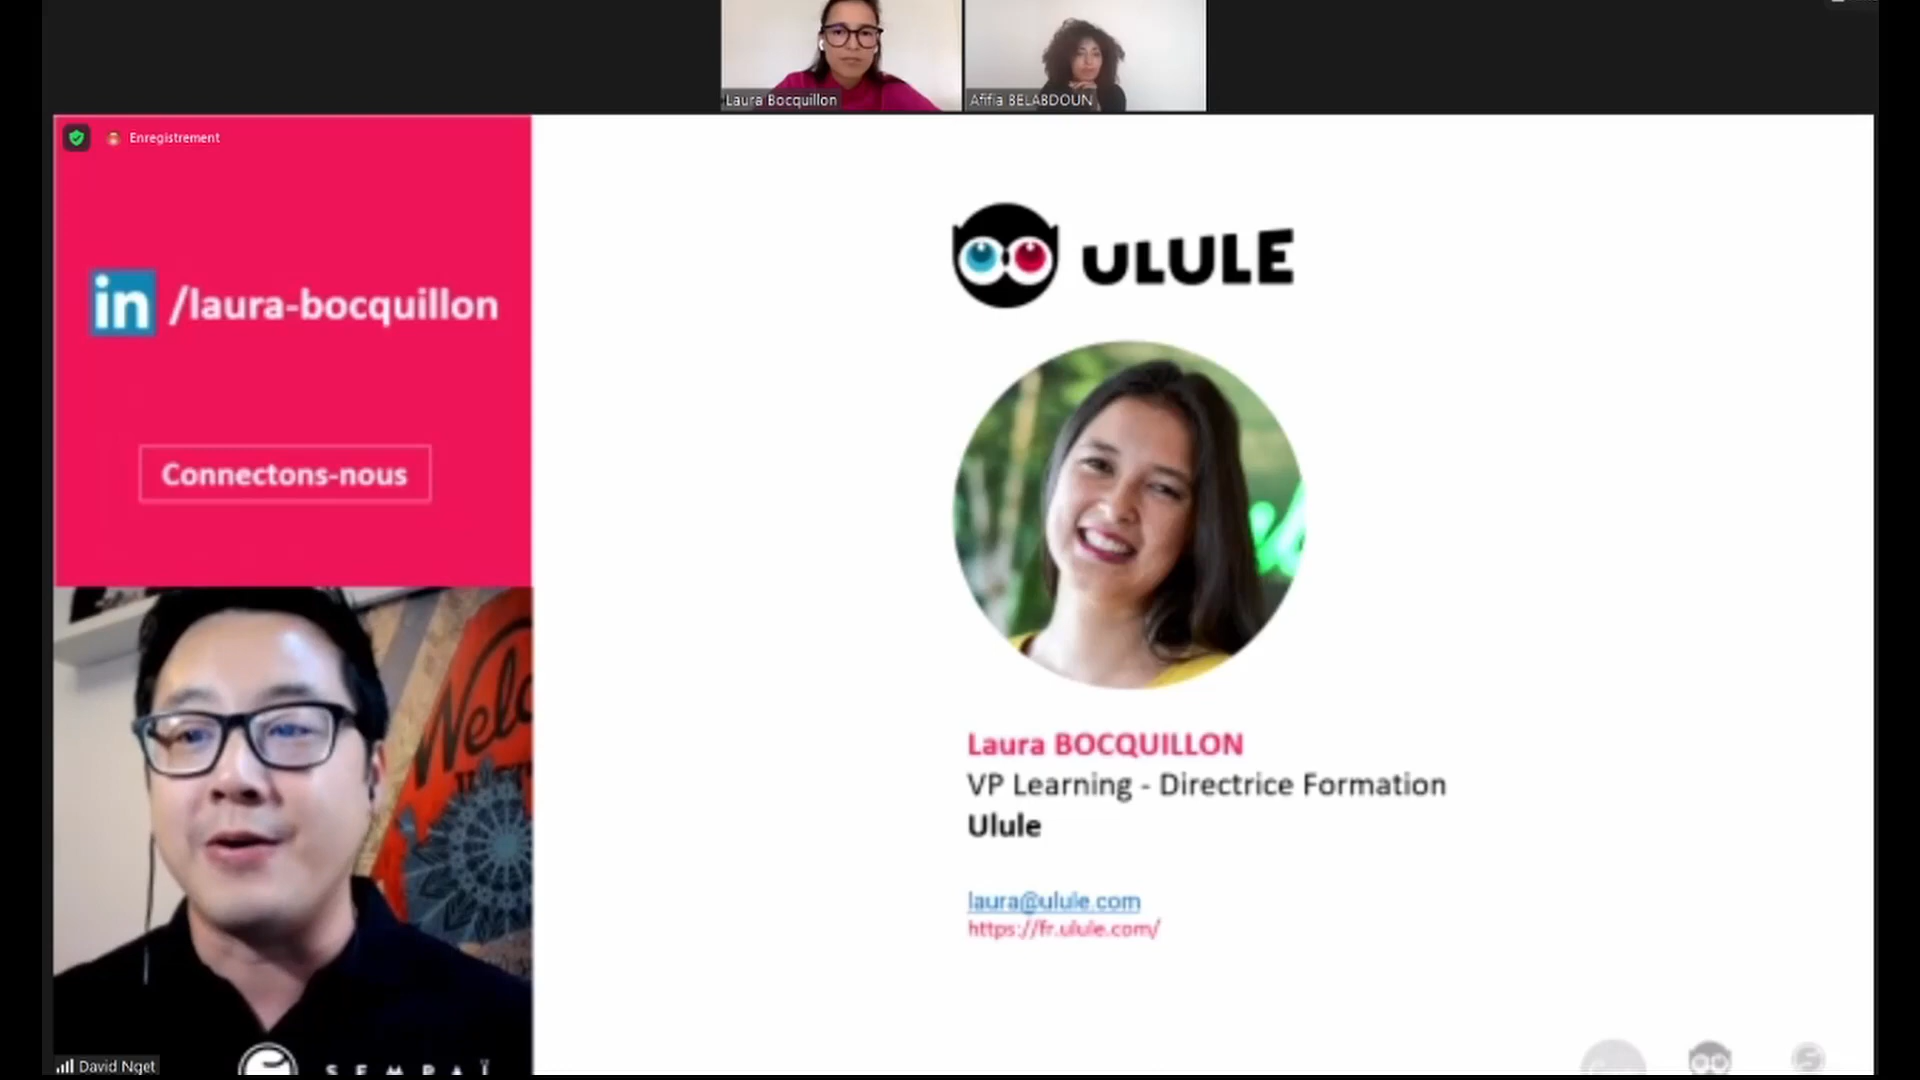 Laura Bocquillon
Afifia BELABDOUN
Enregistrement
in /laura-bocquillon
Connectons-nous
ULULE
Laura BOCQUILLON
VP Learning - Directrice Formation
Ulule
laura@ulule.com
https://fr.ulule.com/
David Nget
SEMPAÏ